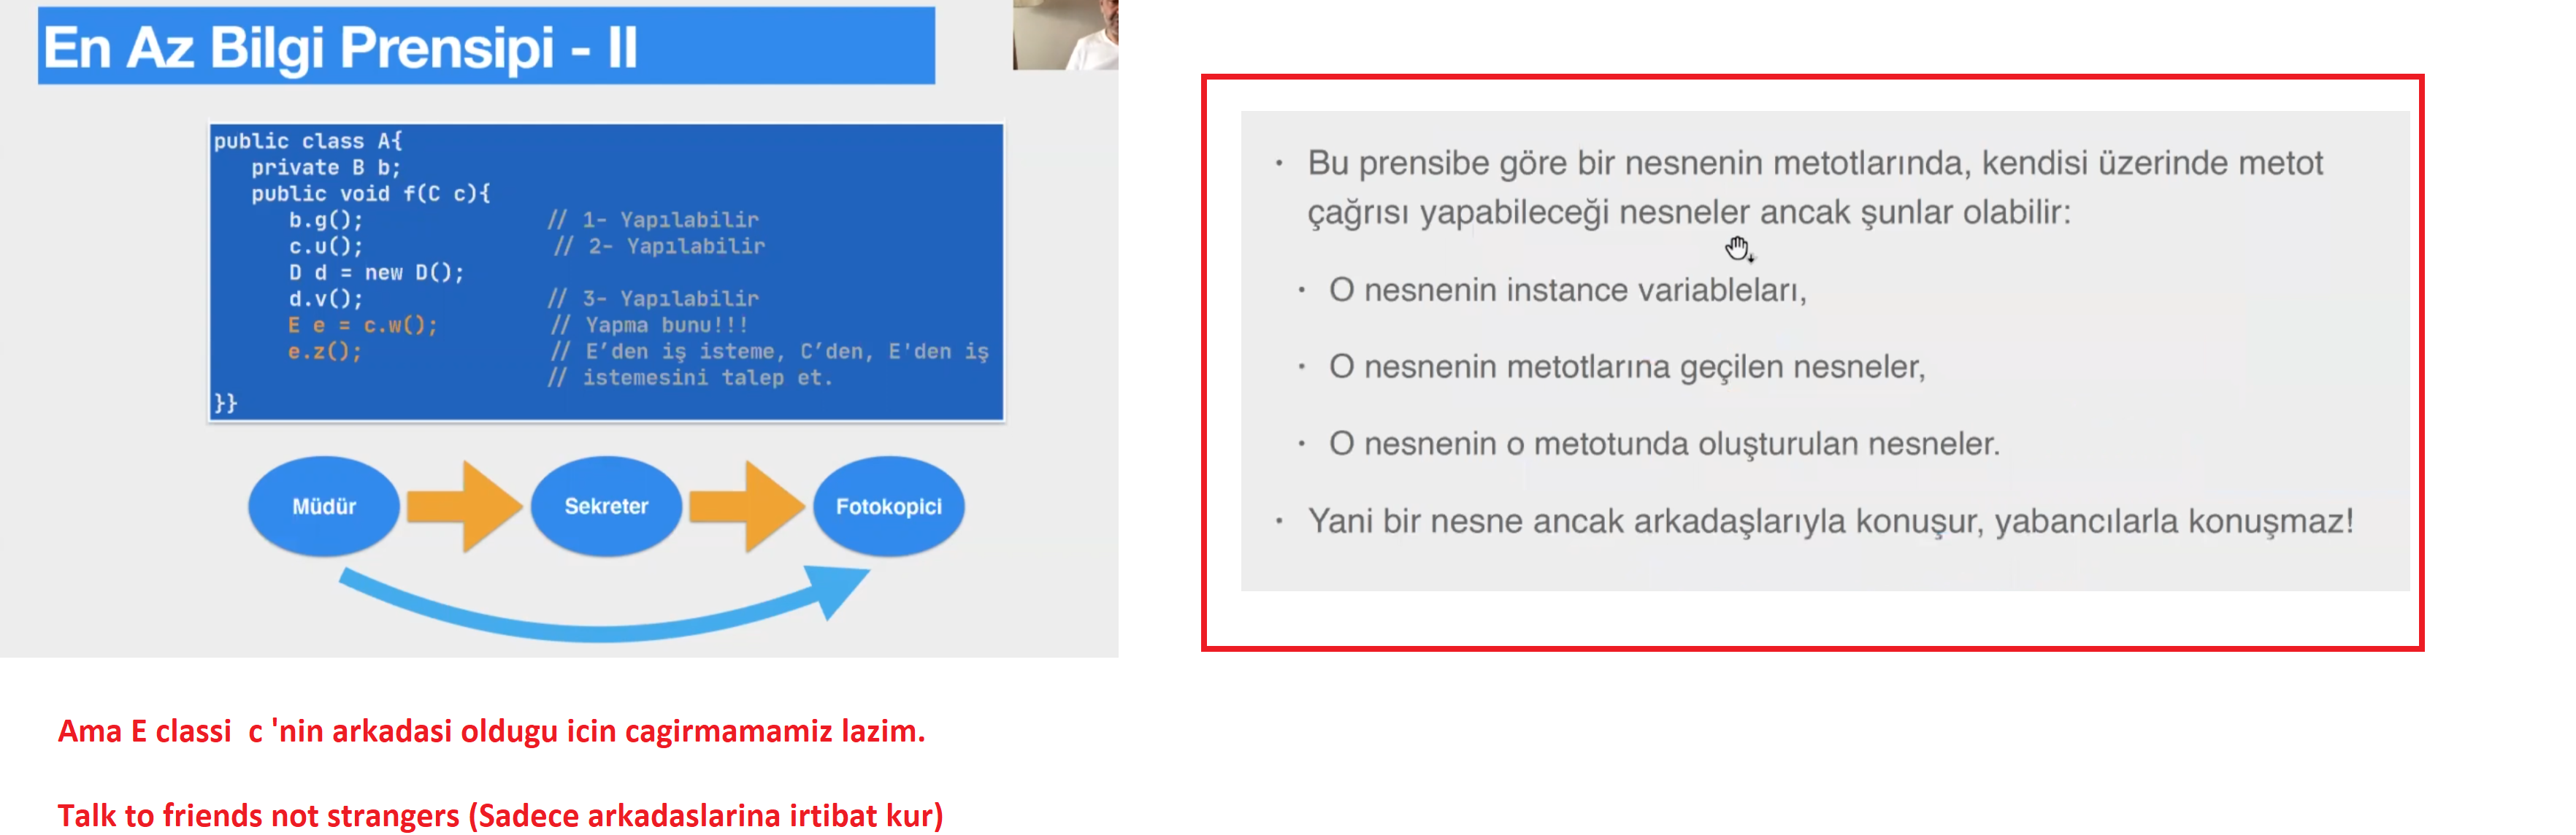 En Az Bilgi Prensipi - II
public class A{
private B b;
public void f(C c){
b.g(); // 1- Yapılabilir
c.u(); // 2- Yapılabilir
D d = new D();
d.v(); // 3- Yapılabilir
E e = c.w(); // Yapma bunu!!!
e.z(); // E’den iş isteme, C’den, E'den iş
// istemesini talep et.
}}
Müdür
Sekreter
Fotokopici
Ama E classi  c 'nin arkadasi oldugu icin cagirmamamiz lazim.
Talk to friends not strangers (Sadece arkadaslarina irtibat kur)
· Bu prensibe göre bir nesnenin metotlarında, kendisi üzerinde metot
çağrısı yapabileceği nesneler ancak şunlar olabilir:
· O nesnenin instance variableları,
· O nesnenin metotlarına geçilen nesneler,
· O nesnenin o metotunda oluşturulan nesneler.
· Yani bir nesne ancak arkadaşlarıyla konuşur, yabancılarla konuşmaz!